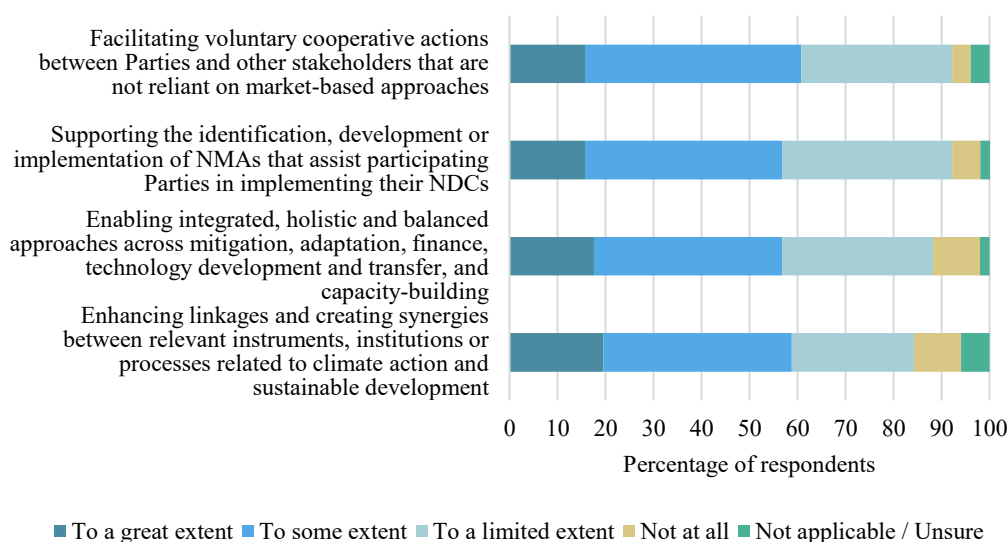 Facilitating voluntary cooperative actions
between Parties and other stakeholders that are
not reliant on market-based approaches
Supporting the identification, development or
implementation of NMAs that assist participating
Parties in implementing their NDCs
Enabling integrated, holistic and balanced
approaches across mitigation, adaptation, finance,
technology development and transfer, and
capacity-building
Enhancing linkages and creating synergies
between relevant instruments, institutions or
processes related to climate action and
sustainable development
0 10 20 30 40 50 60 70 80 90 100
Percentage of respondents
To a great extent To some extent To a limited extent Not at all Not applicable / Unsure